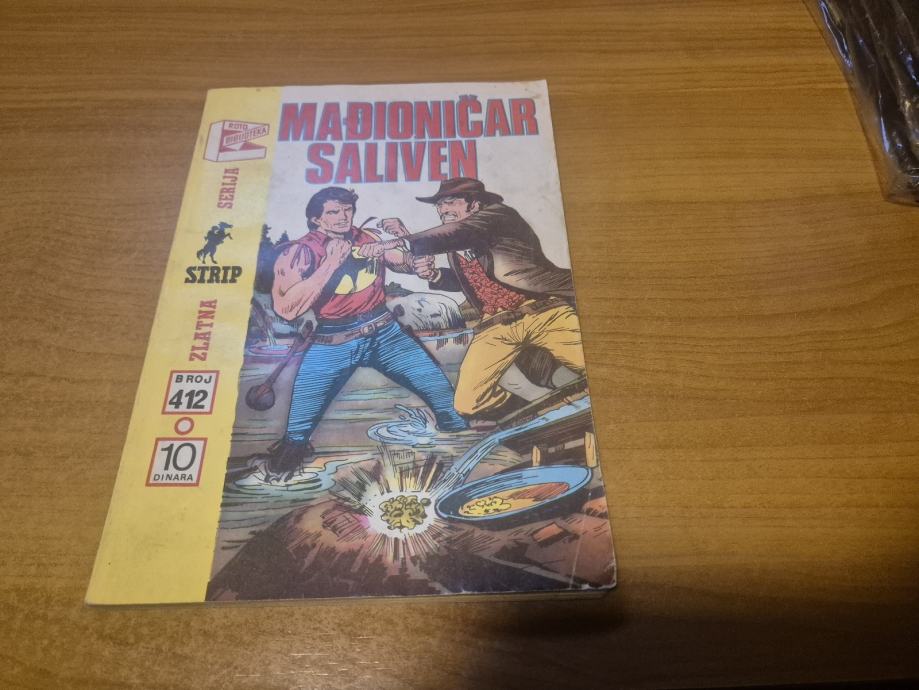 MAĐIONIČAR
SALIVEN
ROTO
BIBLIOTEKA
ZLATNA
STRIP
SERIJA
BROJ
412
10
DINARA